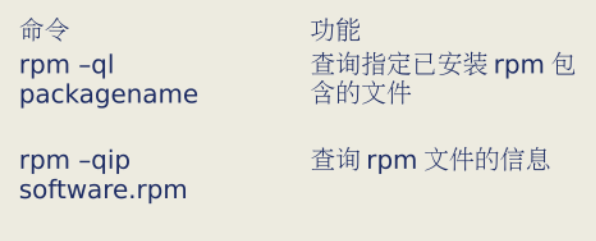 命令 功能
rpm –ql 查询指定已安装 rpm 包
packagename 含的文件
rpm –qip 查询 rpm 文件的信息
software.rpm